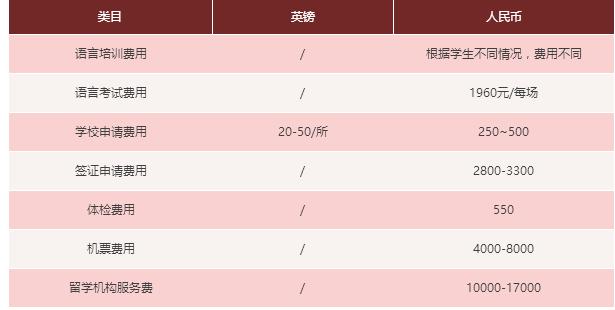 类目 英镑 人民币
语言培训费用 / 根据学生不同情况，费用不同
语言考试费用 / 1960元/每场
学校申请费用 20-50/所 250~500
签证申请费用 / 2800-3300
体检费用 / 550
机票费用 / 4000-8000
留学机构服务费 / 10000-17000